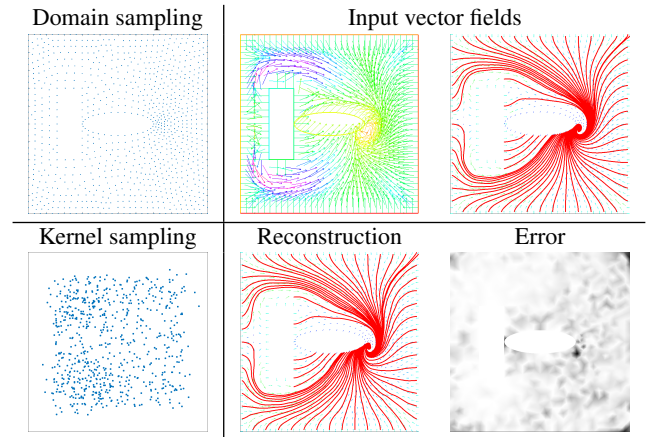 Domain sampling
Input vector fields
Kernel sampling
Reconstruction
Error